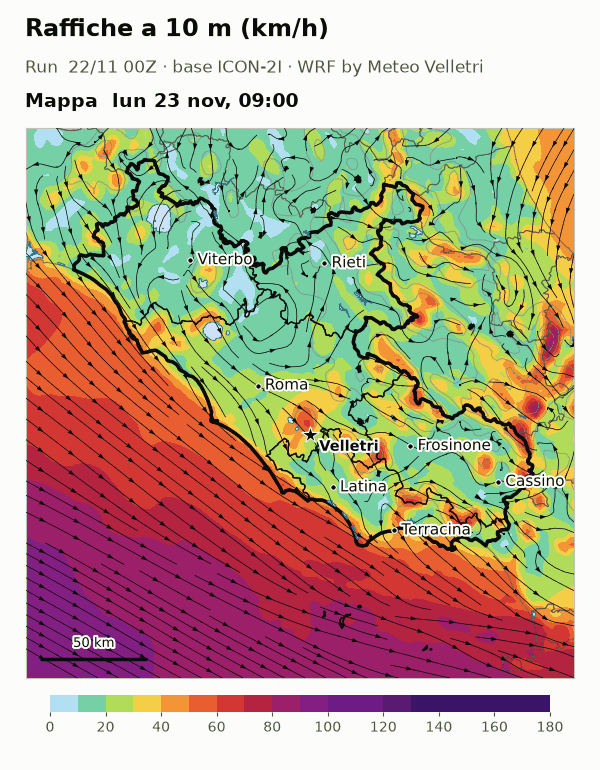 Raffiche a 10 m (km/h)
Run 22/11 00Z · base ICON-2I · WRF by Meteo Velletri
Mappa lun 23 nov, 09:00
Viterbo
Rieti
Roma
Velletri
Frosinone
Cassino
Latina
Terracina
50 km
0 20 40 60 80 100 120 140 160 180